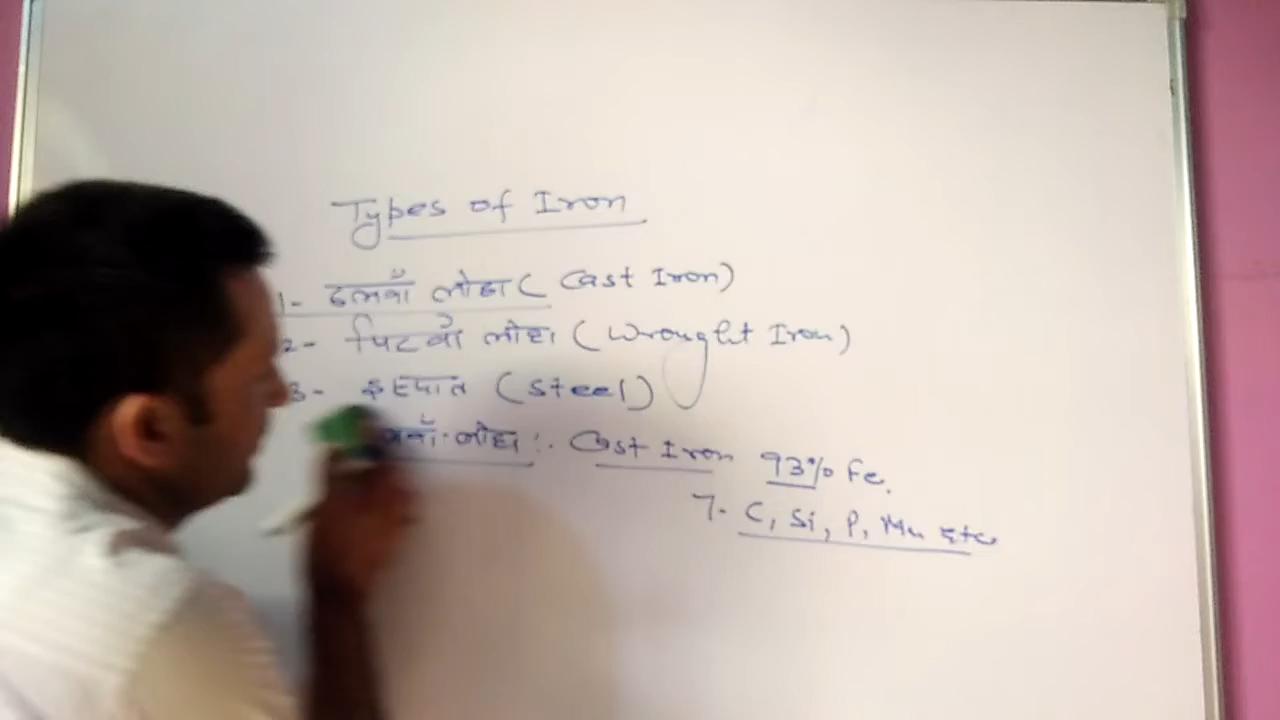 Types of Iron
1- ढलवाँ लोहा ( Cast Iron)
2- पिटवाँ लोहा ( Wrought Iron)
3- इस्पात (Steel)
लोहा :- Cast Iron 93% Fe.
7- C, Si, P, Mn etc